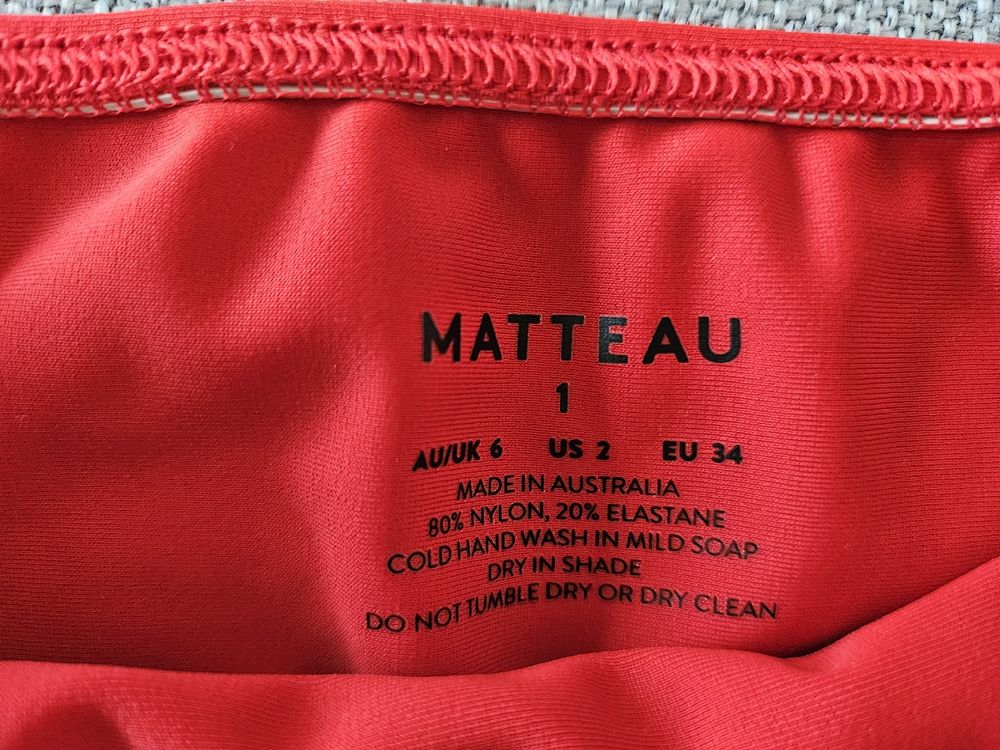 MATTEAU
1
AU/UK 6 US 2 EU 34
MADE IN AUSTRALIA
80% NYLON, 20% ELASTANE
COLD HAND WASH IN MILD SOAP
DRY IN SHADE
DO NOT TUMBLE DRY OR DRY CLEAN